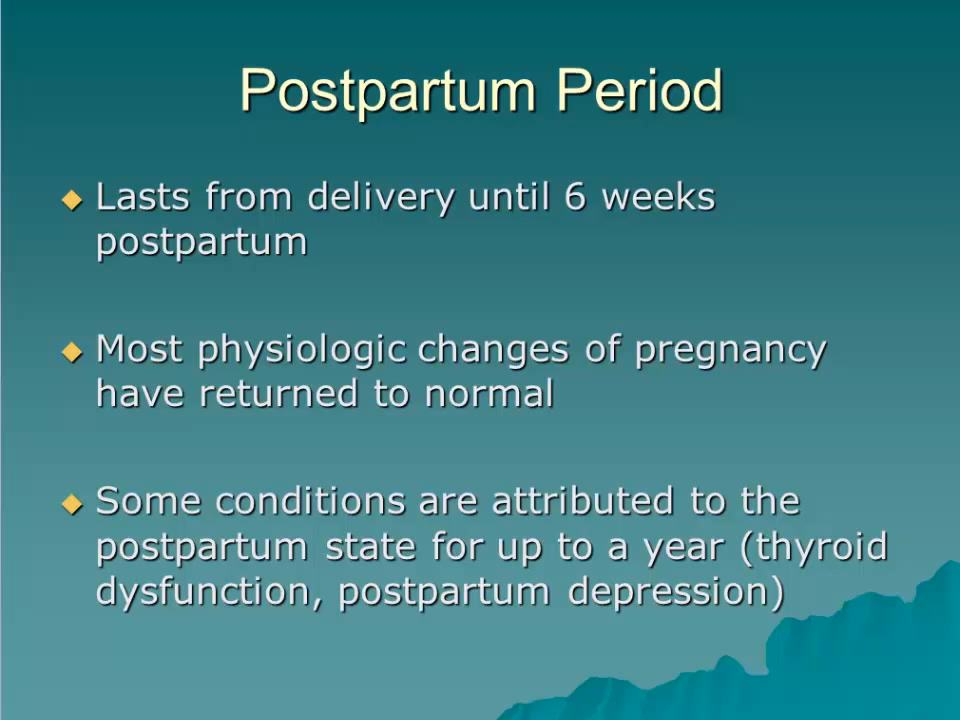 Postpartum Period
Lasts from delivery until 6 weeks
postpartum
Most physiologic changes of pregnancy
have returned to normal
Some conditions are attributed to the
postpartum state for up to a year (thyroid
dysfunction, postpartum depression)